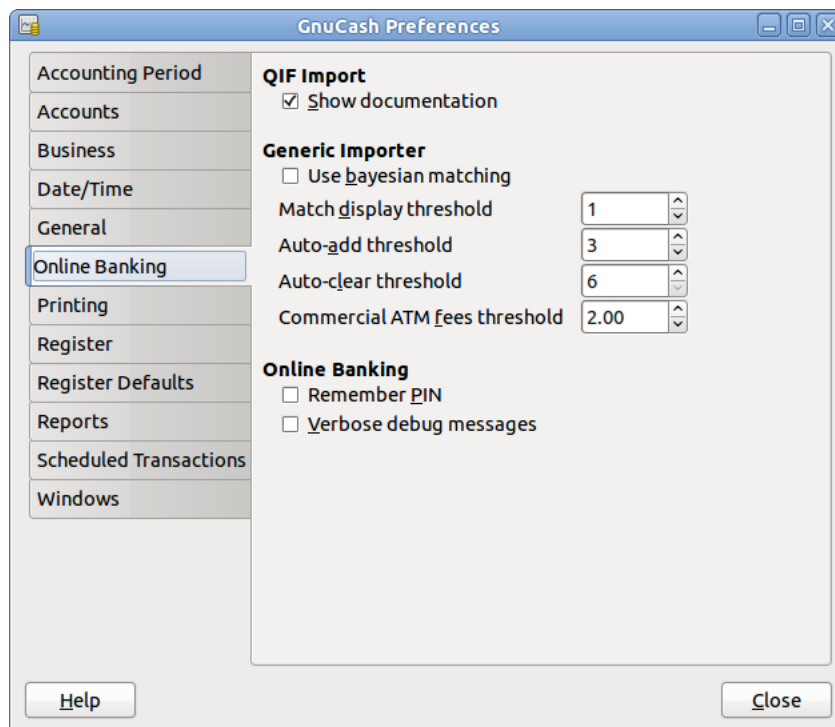 GnuCash Preferences
Accounting Period
Accounts
Business
Date/Time
General
Online Banking
Printing
Register
Register Defaults
Reports
Scheduled Transactions
Windows
QIF Import
Show documentation
Generic Importer
Use bayesian matching
Match display threshold 1
Auto-add threshold 3
Auto-clear threshold 6
Commercial ATM fees threshold 2.00
Online Banking
Remember PIN
Verbose debug messages
Help
Close